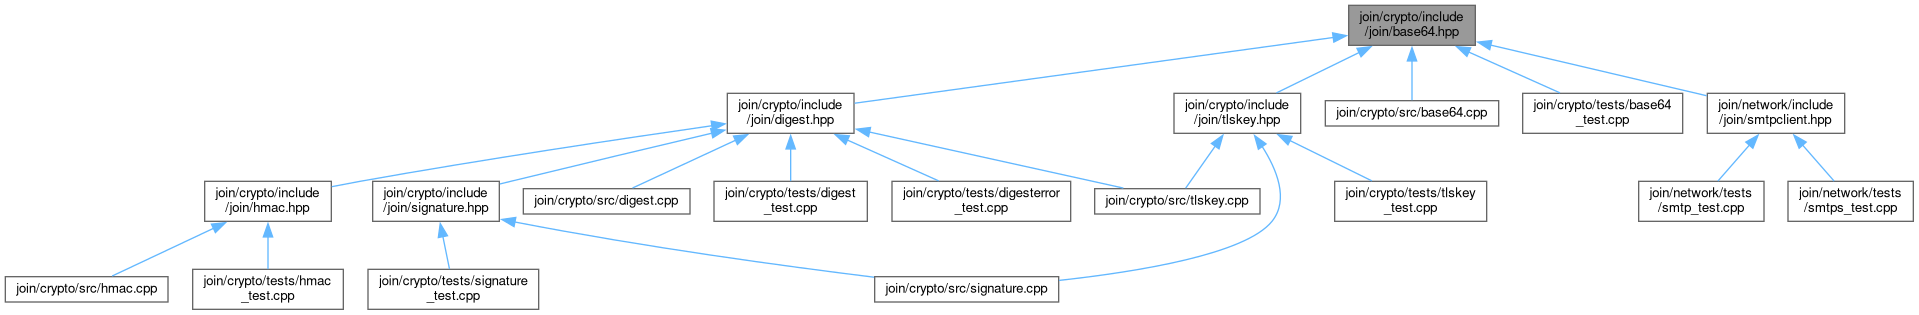 join/crypto/include
/join/base64.hpp
join/crypto/include
/join/digest.hpp
join/crypto/include
/join/tlskey.hpp
join/crypto/src/base64.cpp
join/crypto/tests/base64
_test.cpp
join/network/include
/join/smtpclient.hpp
join/crypto/include
/join/hmac.hpp
join/crypto/include
/join/signature.hpp
join/crypto/src/digest.cpp
join/crypto/tests/digest
_test.cpp
join/crypto/tests/digesterror
_test.cpp
join/crypto/src/tlskey.cpp
join/crypto/tests/tlskey
_test.cpp
join/network/tests
/smtp_test.cpp
join/network/tests
/smtps_test.cpp
join/crypto/src/hmac.cpp
join/crypto/tests/hmac
_test.cpp
join/crypto/tests/signature
_test.cpp
join/crypto/src/signature.cpp